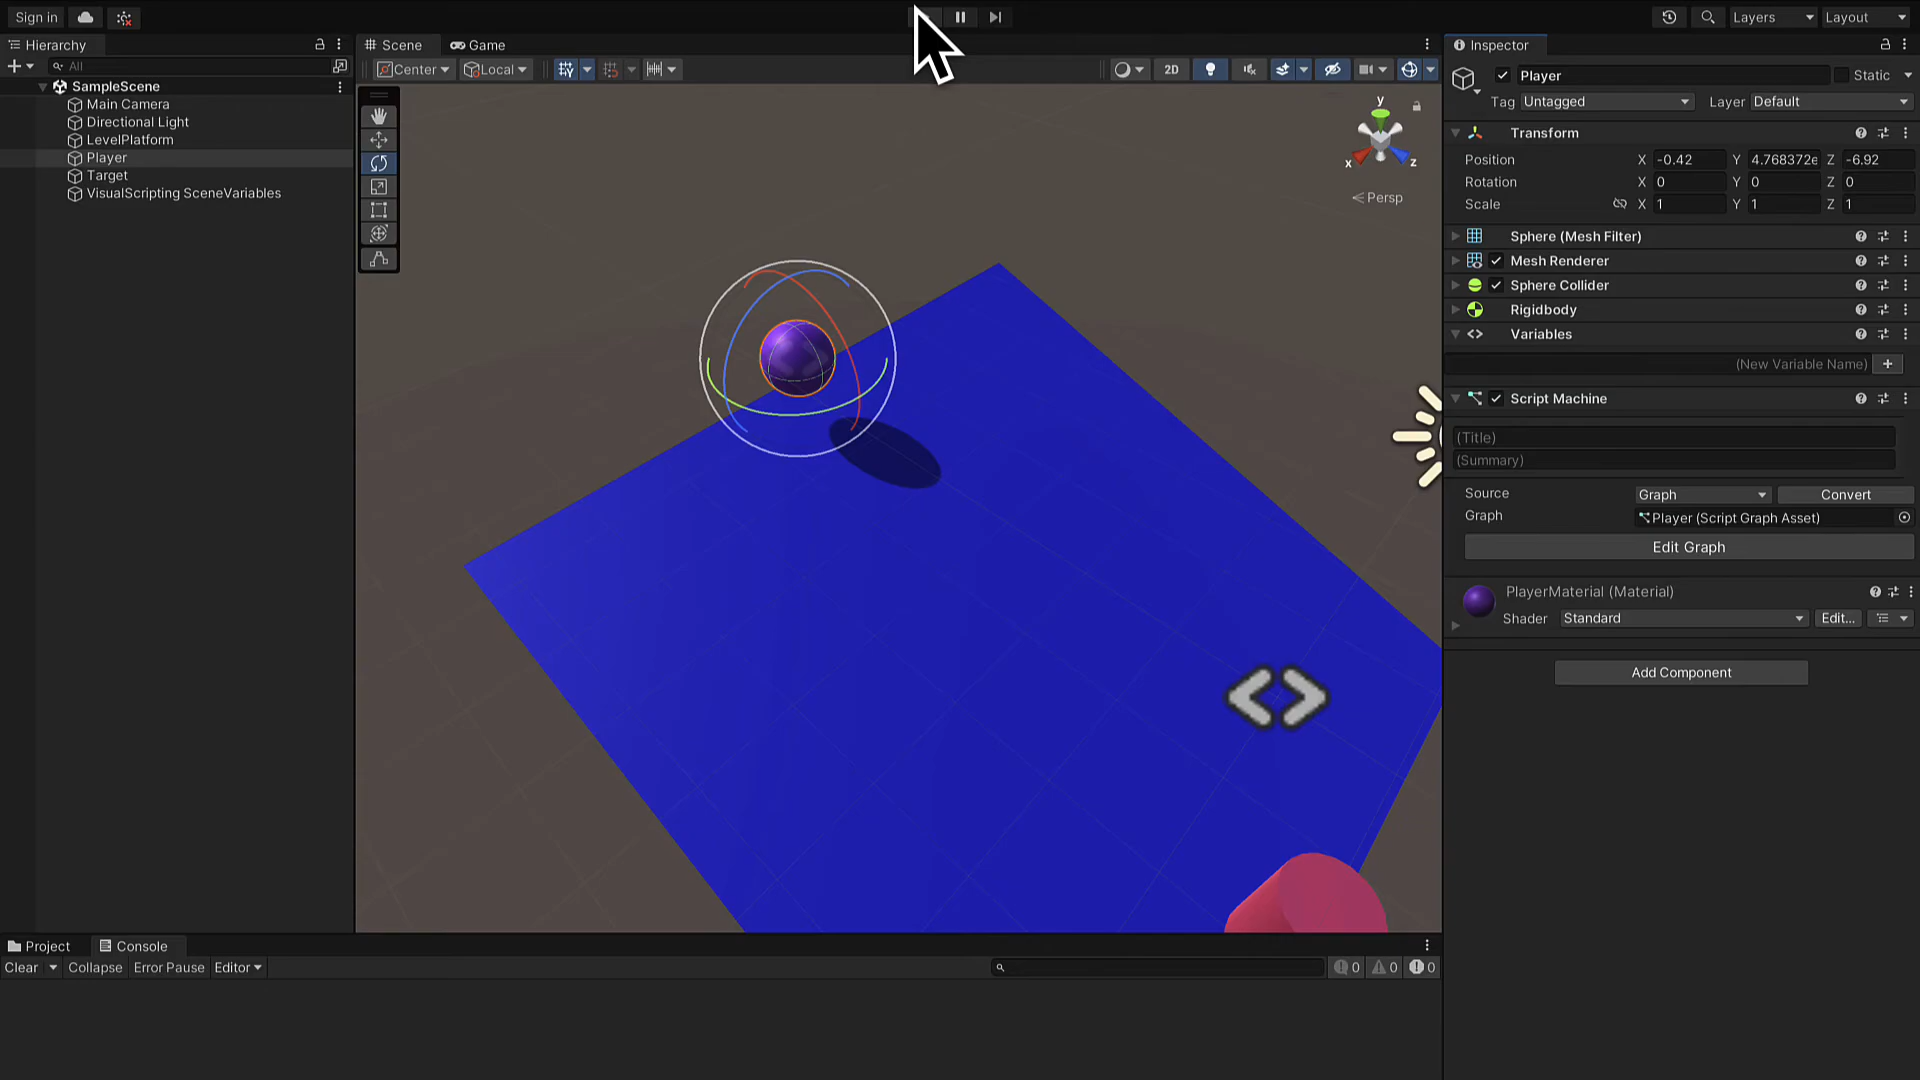 Sign in
Layers
Layout
Hierarchy
Scene
Game
Inspector
All
Center
Local
2D
Player
Static
SampleScene
Main Camera
Directional Light
LevelPlatform
Player
Target
VisualScripting SceneVariables
y
x
z
Persp
Tag
Untagged
Layer
Default
Transform
Position X -0.42 Y 4.768372e Z -6.92
Rotation X 0 Y 0 Z 0
Scale X 1 Y 1 Z 1
Sphere (Mesh Filter)
Mesh Renderer
Sphere Collider
Rigidbody
Variables
(New Variable Name)
Script Machine
(Title)
(Summary)
Source
Graph
Convert
Graph
Player (Script Graph Asset)
Edit Graph
PlayerMaterial (Material)
Shader
Standard
Edit...
Add Component
Project
Console
Clear
Collapse
Error Pause
Editor
0
0
0